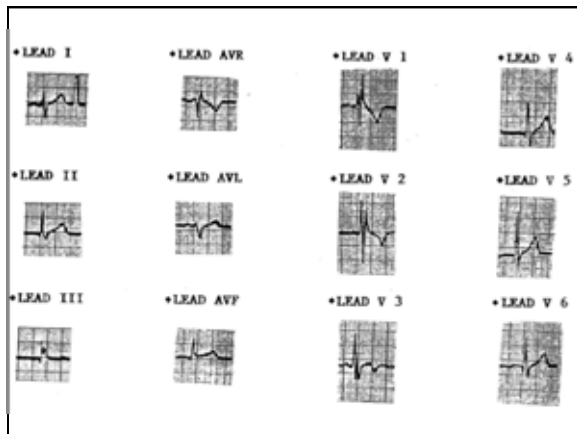 *LEAD I
*LEAD AVR
*LEAD V 1
*LEAD V 4
*LEAD II
*LEAD AVL
*LEAD V 2
*LEAD V 5
*LEAD III
*LEAD AVF
*LEAD V 3
*LEAD V 6